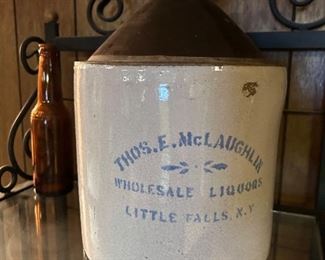 THOS. E. McLAUGHLIN
WHOLESALE LIQUORS
LITTLE FALLS, N.Y.